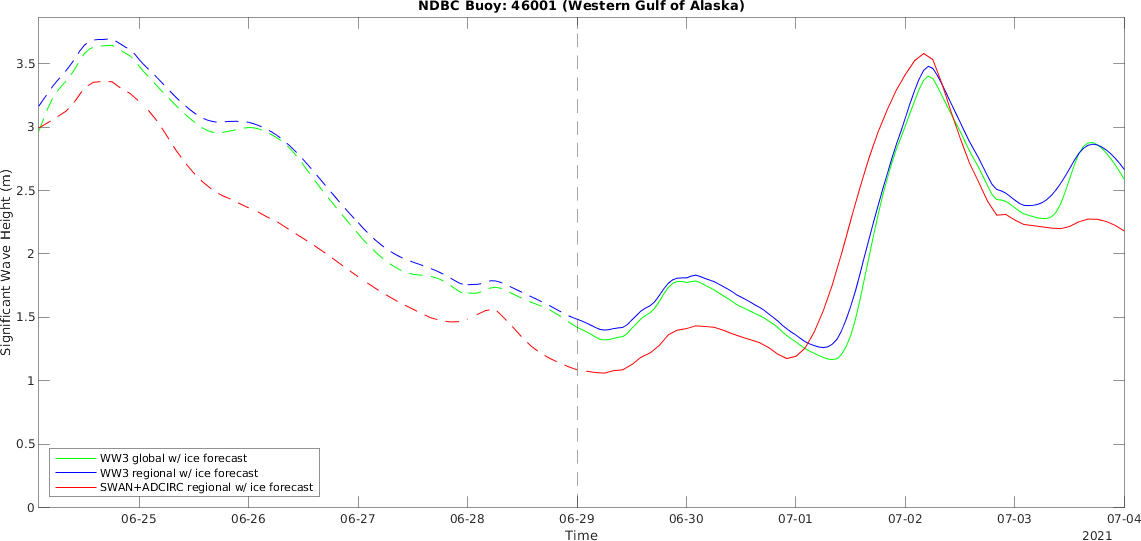 NDBC Buoy: 46001 (Western Gulf of Alaska)
Significant Wave Height (m)
3.5
3
2.5
2
1.5
1
0.5
0
WW3 global w/ ice forecast
WW3 regional w/ ice forecast
SWAN+ADCIRC regional w/ ice forecast
06-25 06-26 06-27 06-28 06-29 06-30 07-01 07-02 07-03 07-04
Time
2021